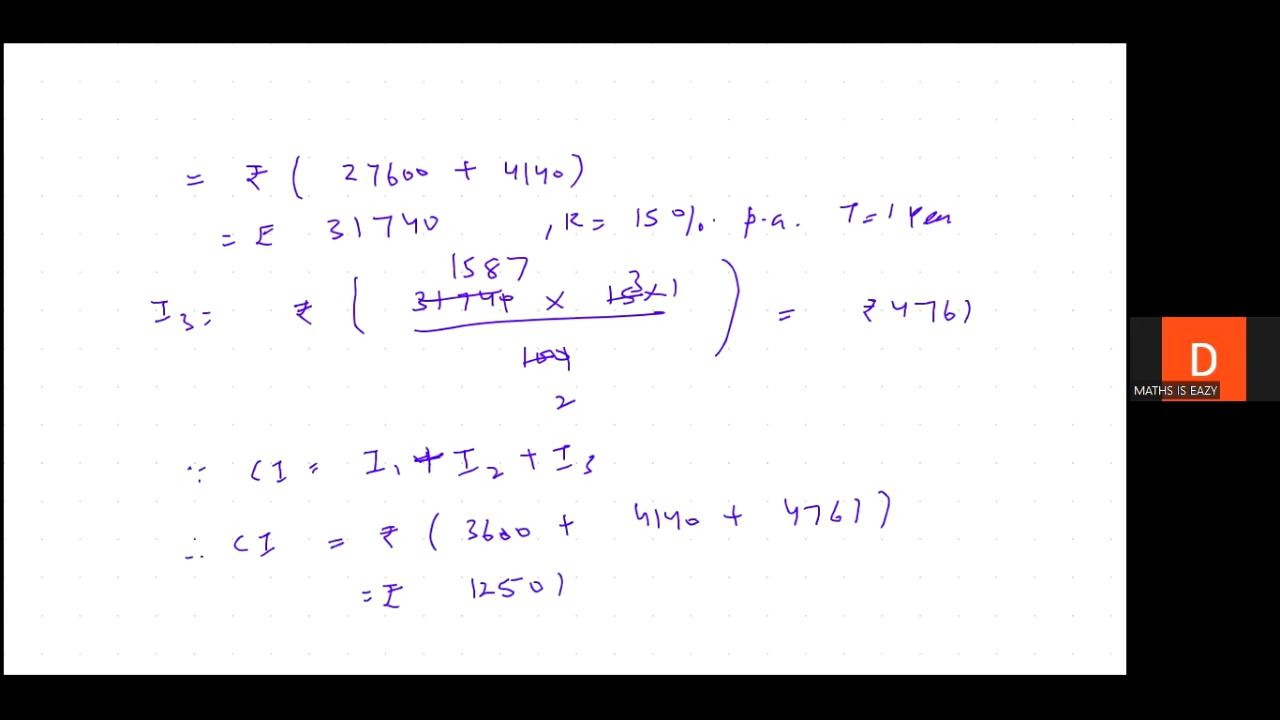 = ₹ ( 27600 + 4140 )
= ₹ 31740 , R = 15 %. p.a. T = 1 Year
1587
I3 = ₹ ( 31740 × 15 3 × 1 ) = ₹ 4761
100
2
∵ CI = I1 + I2 + I3
∴ CI = ₹ ( 3600 + 4140 + 4761 )
= ₹ 12501
D
MATHS IS EAZY